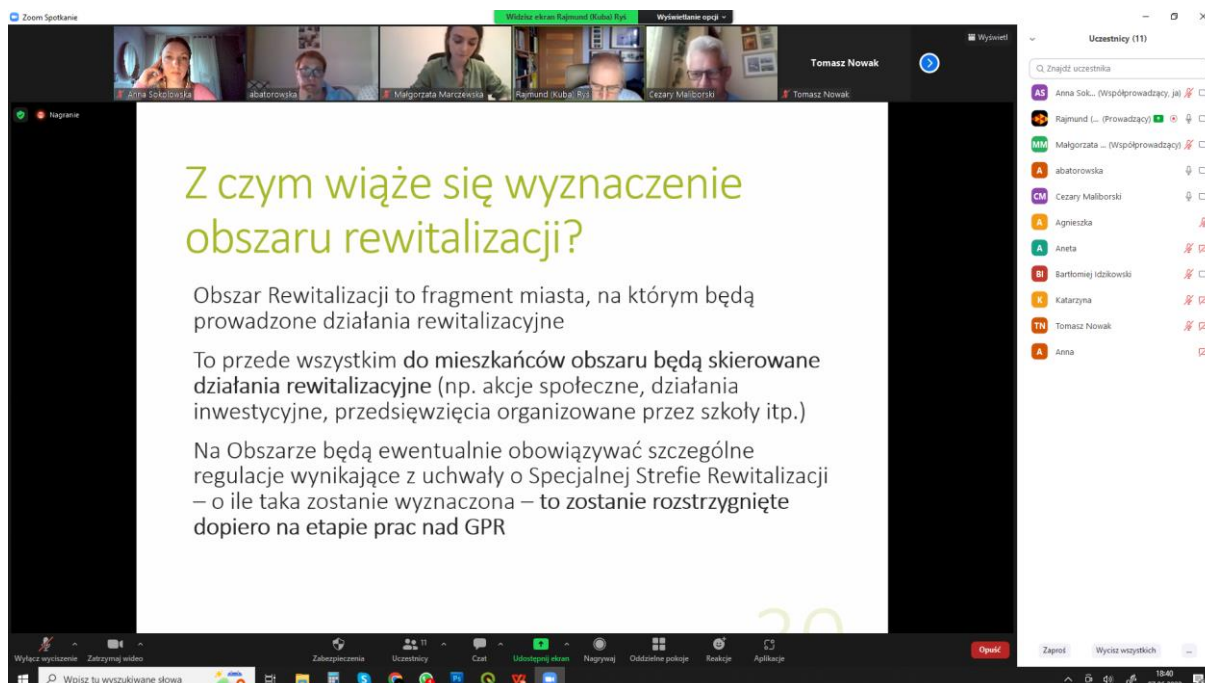 Zoom Spotkanie
Widzisz ekran Rajmund (Kuba) Ryś
Wyświetlanie opcji
Wyświetl
Anna Sokolowska
abatorowska
Małgorzata Marczewska
Rajmund (Kuba) Ryś
Cezary Maliborski
Tomasz Nowak
Tomasz Nowak
Nagranie
Z czym wiąże się wyznaczenie
obszaru rewitalizacji?
Obszar Rewitalizacji to fragment miasta, na którym będą
prowadzone działania rewitalizacyjne
To przede wszystkim do mieszkańców obszaru będą skierowane
działania rewitalizacyjne (np. akcje społeczne, działania
inwestycyjne, przedsięwzięcia organizowane przez szkoły itp.)
Na Obszarze będą ewentualnie obowiązywać szczególne
regulacje wynikające z uchwały o Specjalnej Strefie Rewitalizacji
– o ile taka zostanie wyznaczona – to zostanie rozstrzygnięte
dopiero na etapie prac nad GPR
Uczestnicy (11)
Znajdź uczestnika
AS Anna Sok... (Współprowadzący, ja)
Rajmund (... (Prowadzący)
MM Małgorzata ... (Współprowadzący)
A abatorowska
CM Cezary Maliborski
A Agnieszka
A Aneta
BI Bartłomiej Idzikowski
K Katarzyna
TN Tomasz Nowak
A Anna
Wyłącz wyciszenie
Zatrzymaj wideo
Zabezpieczenia
11
Uczestnicy
Czat
Udostępnij ekran
Nagrywaj
Oddzielne pokoje
Reakcje
Aplikacje
Opuść
Zaproś
Wycisz wszystkich
...
Wpisz tu wyszukiwane słowa
18:40